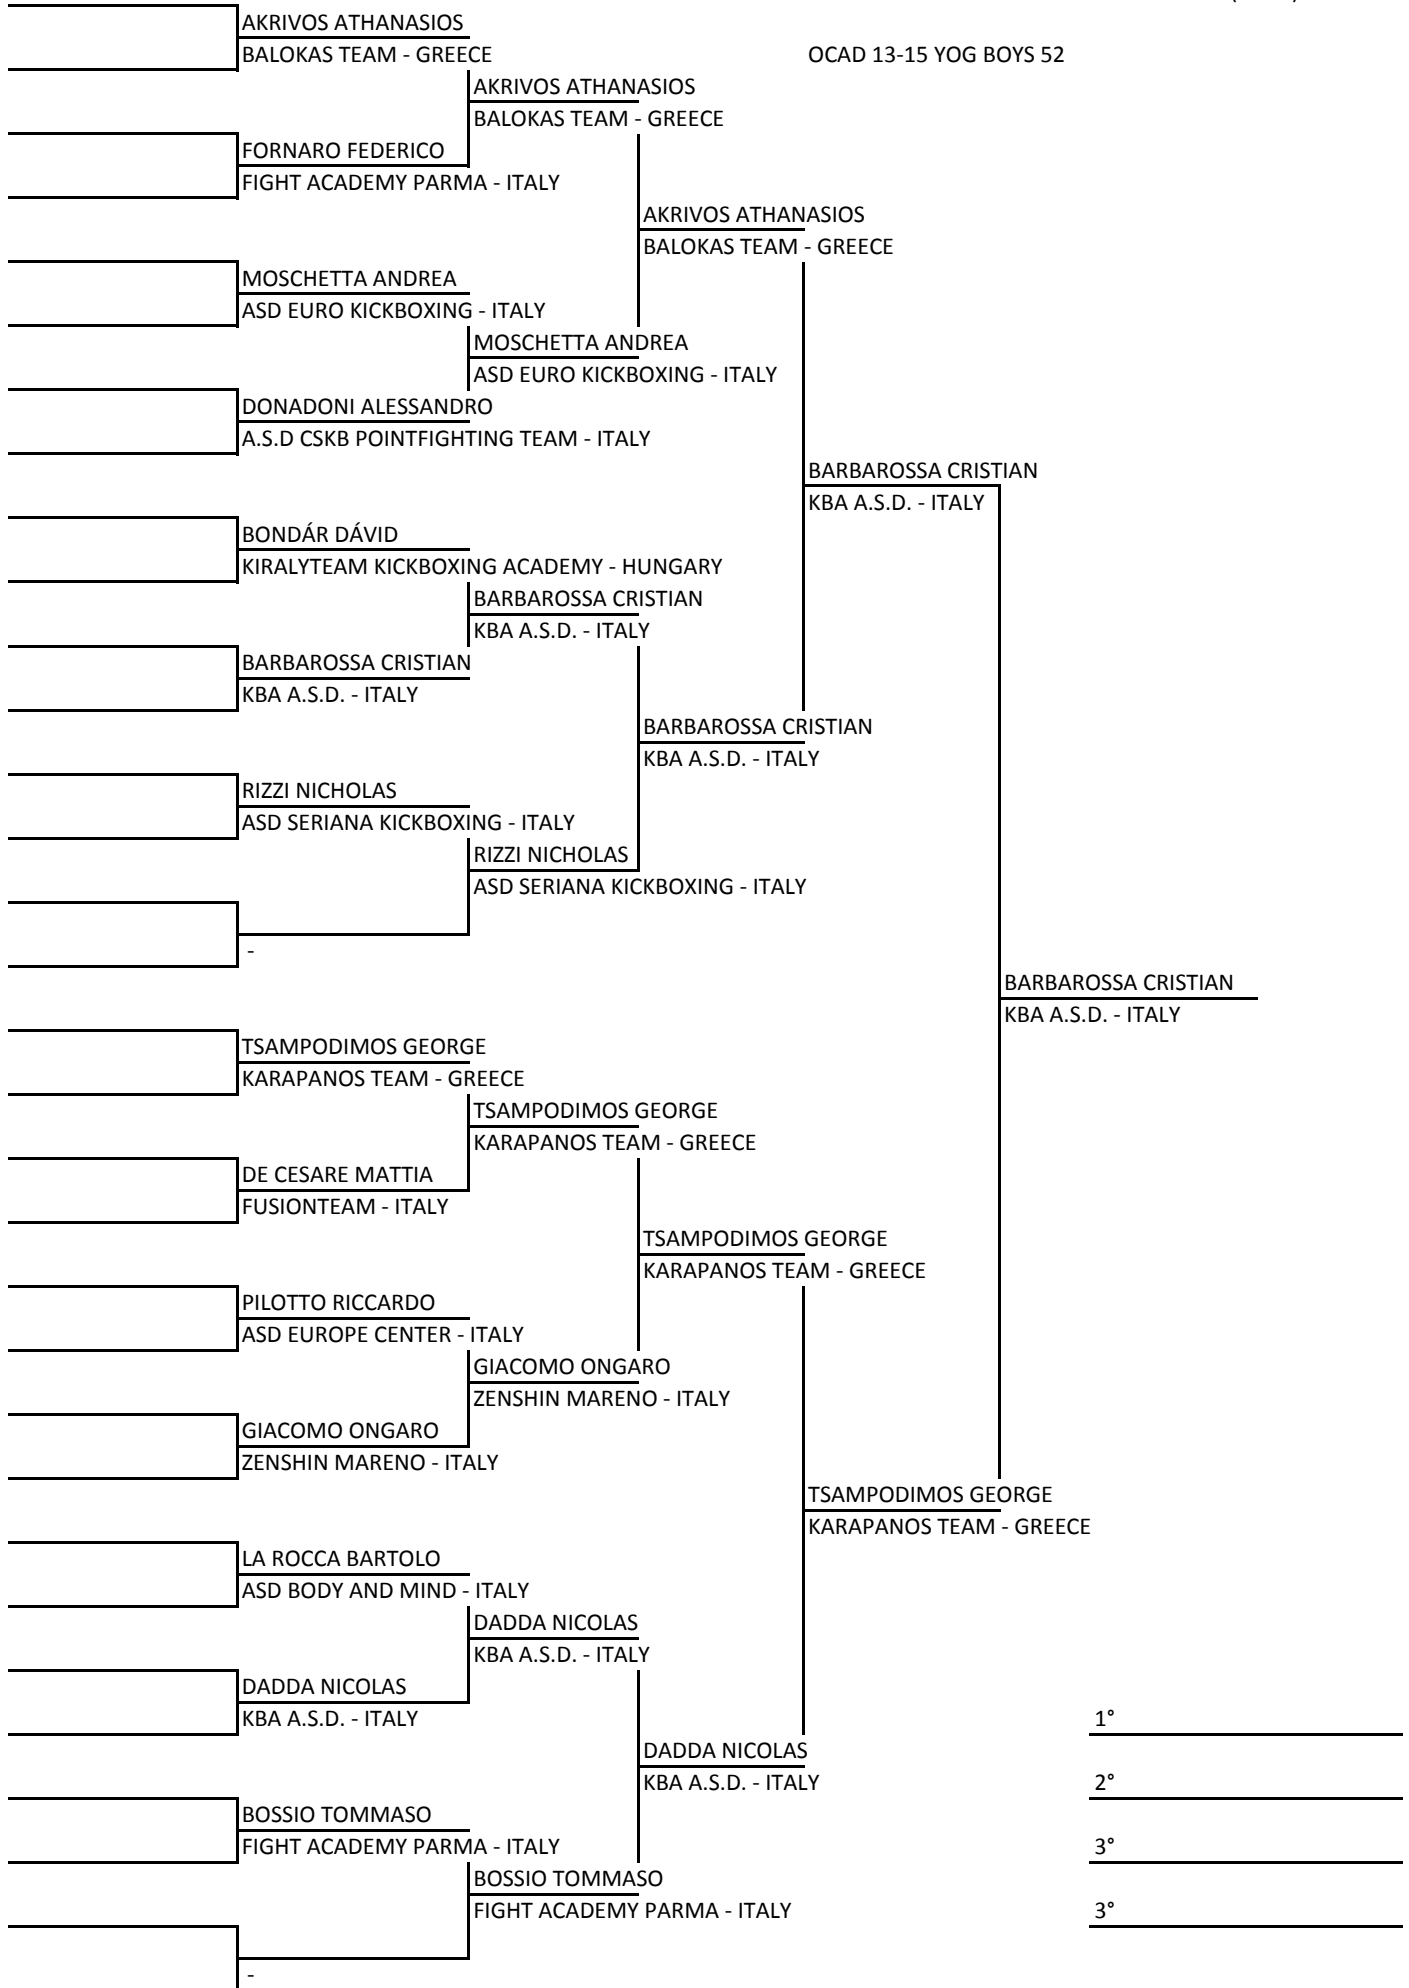 AKRIVOS ATHANASIOS
BALOKAS TEAM - GREECE
OCAD 13-15 YOG BOYS 52
AKRIVOS ATHANASIOS
BALOKAS TEAM - GREECE
FORNARO FEDERICO
FIGHT ACADEMY PARMA - ITALY
AKRIVOS ATHANASIOS
BALOKAS TEAM - GREECE
MOSCHETTA ANDREA
ASD EURO KICKBOXING - ITALY
MOSCHETTA ANDREA
ASD EURO KICKBOXING - ITALY
DONADONI ALESSANDRO
A.S.D CSKB POINTFIGHTING TEAM - ITALY
BARBAROSSA CRISTIAN
KBA A.S.D. - ITALY
BONDÁR DÁVID
KIRALYTEAM KICKBOXING ACADEMY - HUNGARY
BARBAROSSA CRISTIAN
KBA A.S.D. - ITALY
BARBAROSSA CRISTIAN
KBA A.S.D. - ITALY
BARBAROSSA CRISTIAN
KBA A.S.D. - ITALY
RIZZI NICHOLAS
ASD SERIANA KICKBOXING - ITALY
RIZZI NICHOLAS
ASD SERIANA KICKBOXING - ITALY
-
BARBAROSSA CRISTIAN
KBA A.S.D. - ITALY
TSAMPODIMOS GEORGE
KARAPANOS TEAM - GREECE
TSAMPODIMOS GEORGE
KARAPANOS TEAM - GREECE
DE CESARE MATTIA
FUSIONTEAM - ITALY
TSAMPODIMOS GEORGE
KARAPANOS TEAM - GREECE
PILOTTO RICCARDO
ASD EUROPE CENTER - ITALY
GIACOMO ONGARO
ZENSHIN MARENO - ITALY
GIACOMO ONGARO
ZENSHIN MARENO - ITALY
TSAMPODIMOS GEORGE
KARAPANOS TEAM - GREECE
LA ROCCA BARTOLO
ASD BODY AND MIND - ITALY
DADDA NICOLAS
KBA A.S.D. - ITALY
DADDA NICOLAS
KBA A.S.D. - ITALY
1°
DADDA NICOLAS
KBA A.S.D. - ITALY
2°
BOSSIO TOMMASO
FIGHT ACADEMY PARMA - ITALY
3°
BOSSIO TOMMASO
FIGHT ACADEMY PARMA - ITALY
3°
-